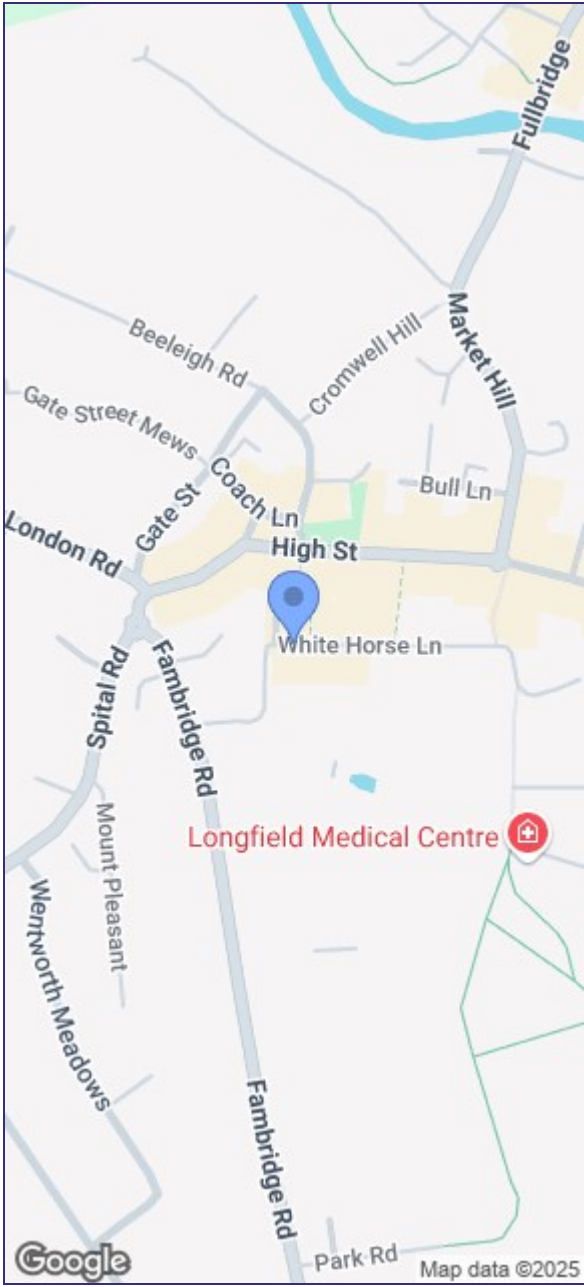 Fullbridge
Market Hill
Beeleigh Rd
Cromwell Hill
Gate Street Mews
Coach Ln
Bull Ln
Gate St
London Rd
High St
White Horse Ln
Spital Rd
Fambridge Rd
Mount Pleasant
Longfield Medical Centre
Wentworth Meadows
Fambridge Rd
Park Rd
Google
Map data ©2025